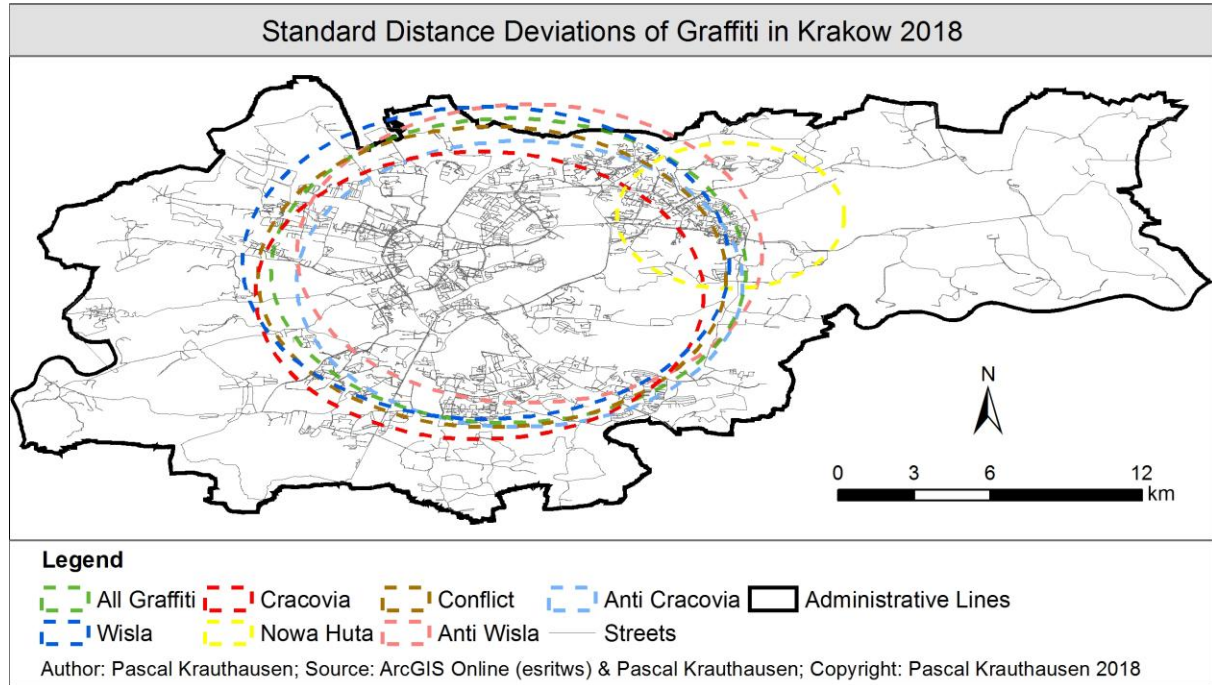 Standard Distance Deviations of Graffiti in Krakow 2018
N
0 3 6 12
km
Legend
All Graffiti Cracovia Conflict Anti Cracovia Administrative Lines
Wisla Nowa Huta Anti Wisla Streets
Author: Pascal Krauthausen; Source: ArcGIS Online (esritws) & Pascal Krauthausen; Copyright: Pascal Krauthausen 2018